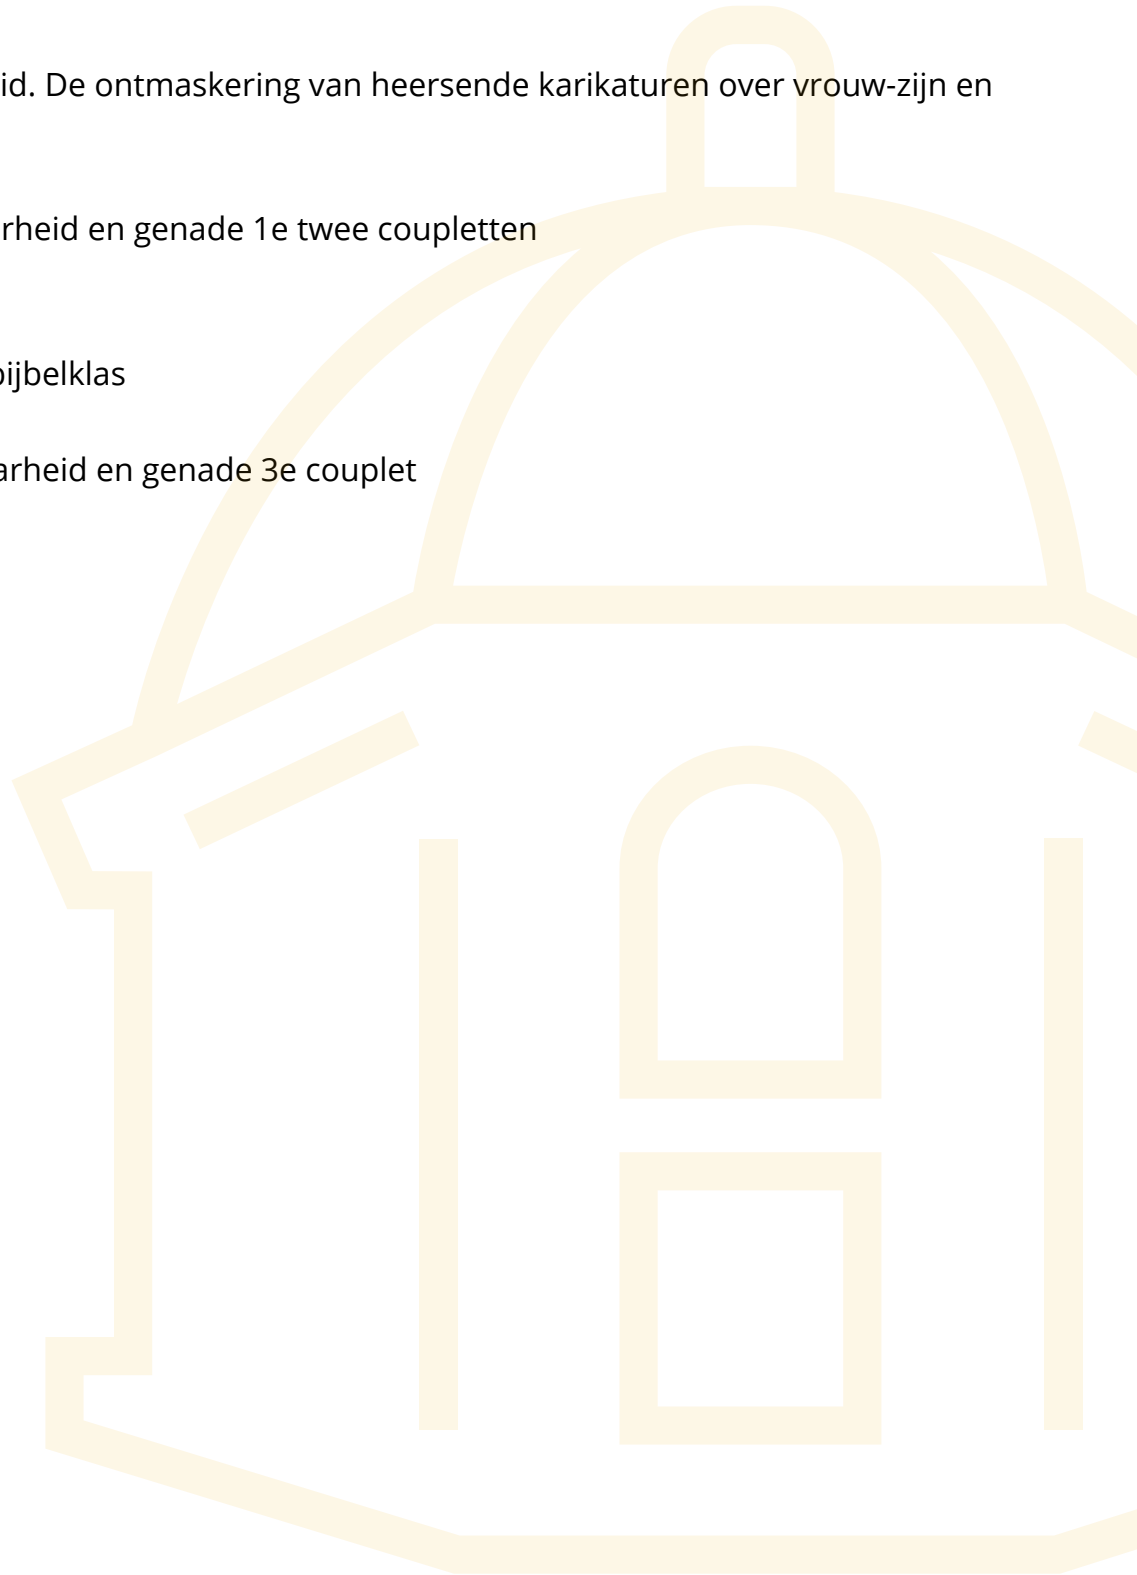 id. De ontmaskering van heersende karikaturen over vrouw-zijn en
rheid en genade 1e twee coupletten
bijbelklas
arheid en genade 3e couplet